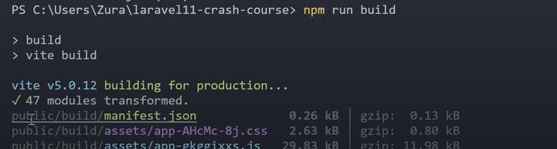 PS C:\Users\Zura\laravel11-crash-course> npm run build
> build
> vite build
vite v5.0.12 building for production...
✓ 47 modules transformed.
public/build/manifest.json 0.26 kB │ gzip: 0.13 kB
public/build/assets/app-AHcMc-8j.css 2.63 kB │ gzip: 0.80 kB
public/build/assets/app-gkggixxs.js 29.83 kB │ gzip: 11.98 kB